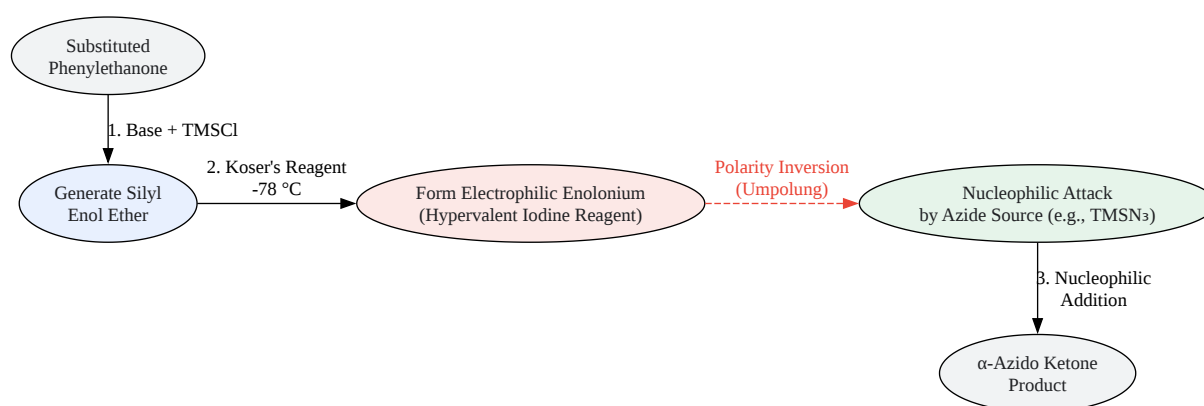 Substituted
Phenylethanone
1. Base + TMSCl
Generate Silyl
Enol Ether
2. Koser's Reagent
-78 °C
Form Electrophilic Enolonium
(Hypervalent Iodine Reagent)
Polarity Inversion
(Umpolung)
Nucleophilic Attack
by Azide Source (e.g., TMSN₃)
3. Nucleophilic
Addition
α-Azido Ketone
Product